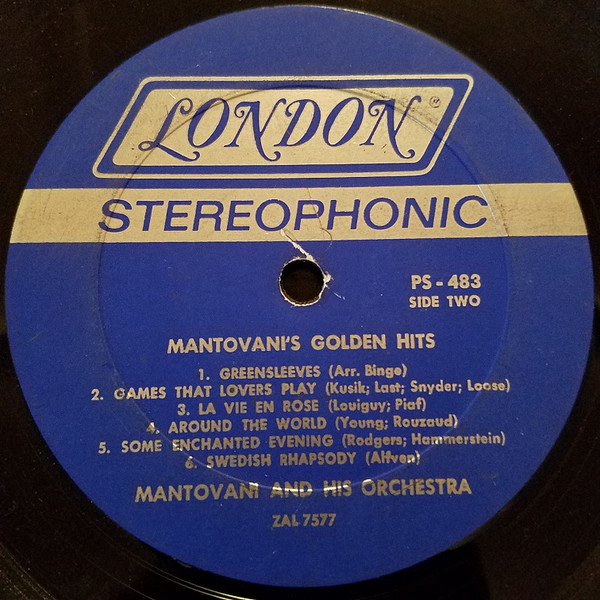 LONDON®
STEREOPHONIC
PS - 483
SIDE TWO
MANTOVANI'S GOLDEN HITS
1. GREENSLEEVES (Arr. Binge)
2. GAMES THAT LOVERS PLAY (Kusik; Last; Snyder; Loose)
3. LA VIE EN ROSE (Louiguy; Piaf)
4. AROUND THE WORLD (Young; Rouzaud)
5. SOME ENCHANTED EVENING (Rodgers; Hammerstein)
6. SWEDISH RHAPSODY (Alfven)
MANTOVANI AND HIS ORCHESTRA
ZAL 7577